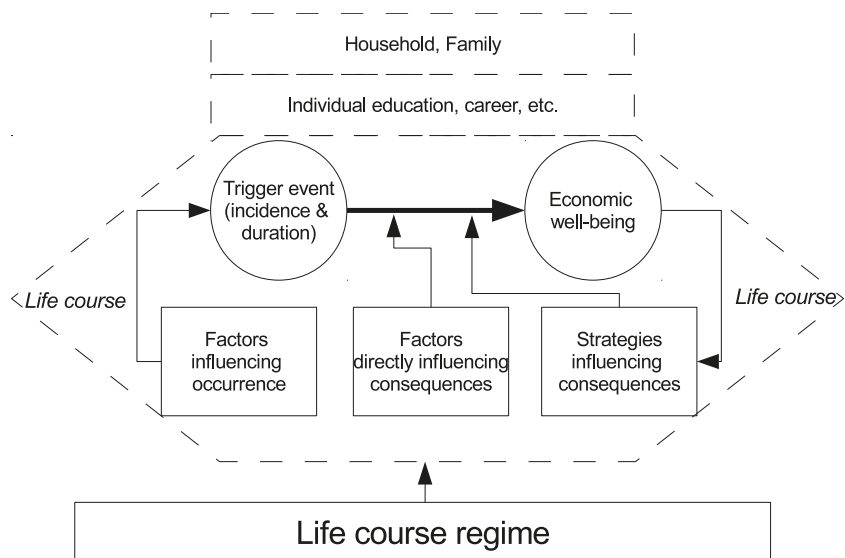 Household, Family
Individual education, career, etc.
Trigger event
(incidence &
duration)
Economic
well-being
Life course
Life course
Factors
influencing
occurrence
Factors
directly influencing
consequences
Strategies
influencing
consequences
Life course regime